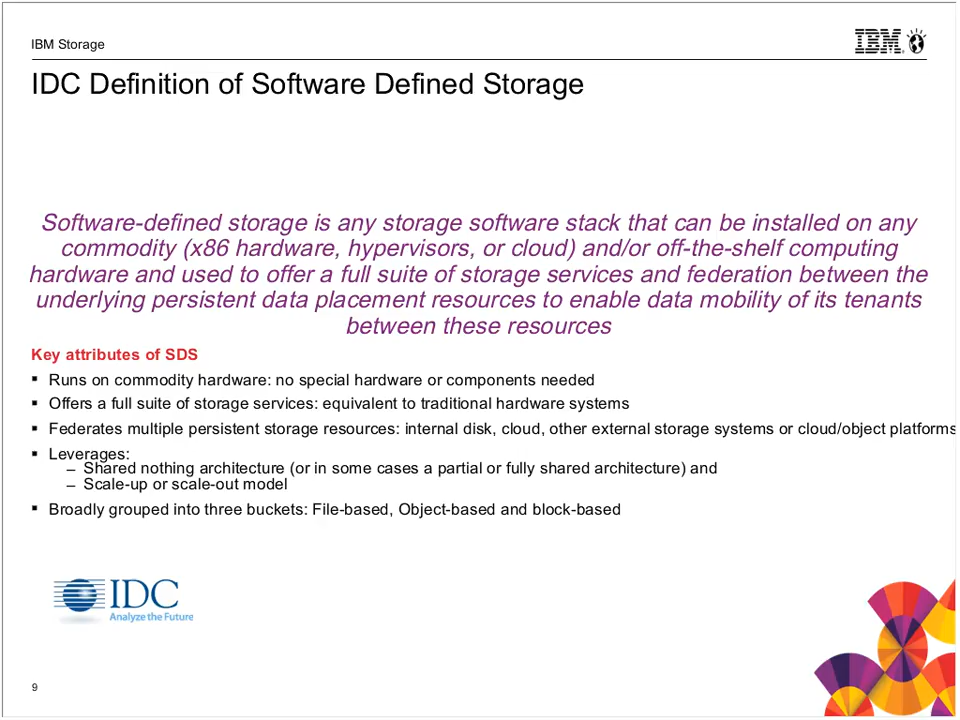 IBM Storage
IBM
IDC Definition of Software Defined Storage
Software-defined storage is any storage software stack that can be installed on any
commodity (x86 hardware, hypervisors, or cloud) and/or off-the-shelf computing
hardware and used to offer a full suite of storage services and federation between the
underlying persistent data placement resources to enable data mobility of its tenants
between these resources
Key attributes of SDS
▪ Runs on commodity hardware: no special hardware or components needed
▪ Offers a full suite of storage services: equivalent to traditional hardware systems
▪ Federates multiple persistent storage resources: internal disk, cloud, other external storage systems or cloud/object platforms
▪ Leverages:
– Shared nothing architecture (or in some cases a partial or fully shared architecture) and
– Scale-up or scale-out model
▪ Broadly grouped into three buckets: File-based, Object-based and block-based
IDC
Analyze the Future
9